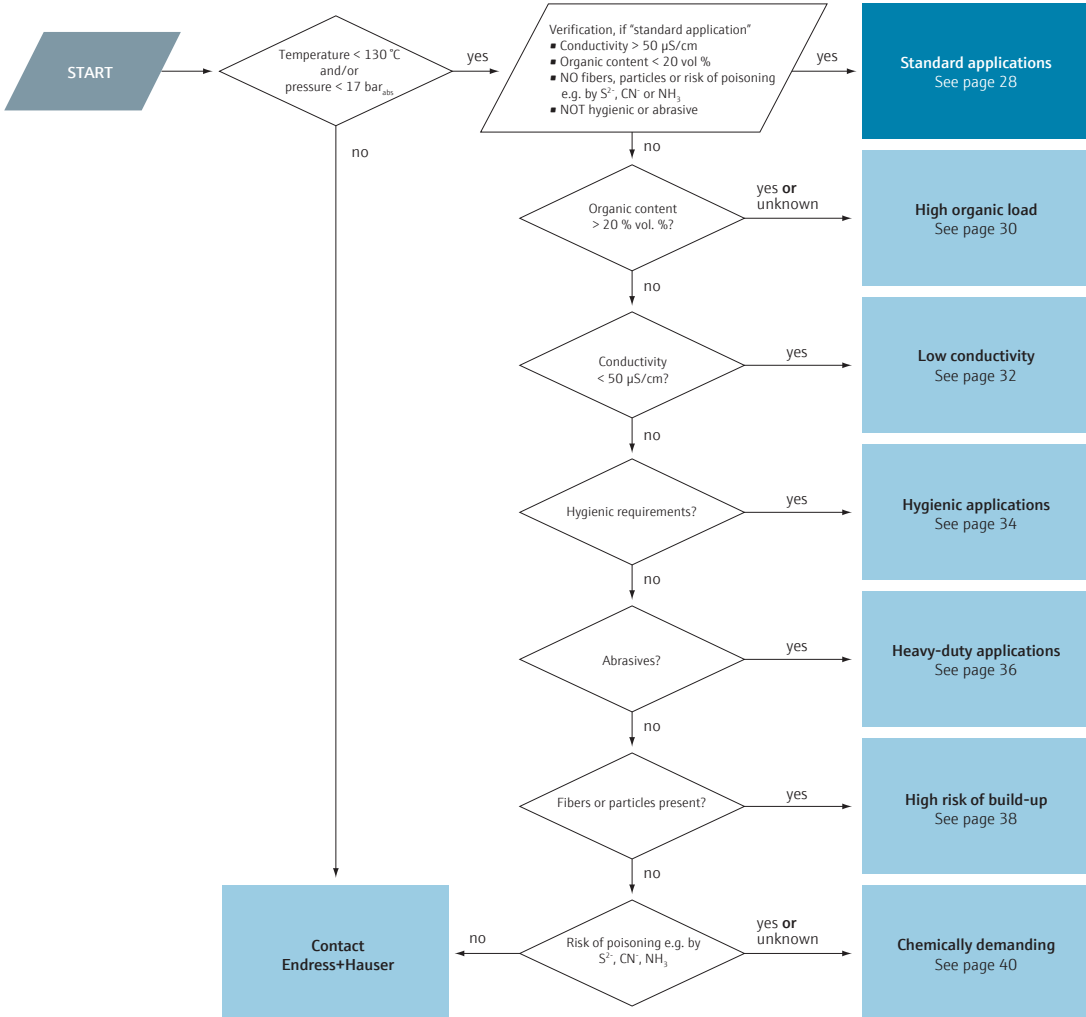 START
Temperature < 130 °C
and/or
pressure < 17 bar_abs
yes
no
Verification, if "standard application"
▪ Conductivity > 50 µS/cm
▪ Organic content < 20 vol %
▪ NO fibers, particles or risk of poisoning
e.g. by S²⁻, CN⁻ or NH₃
▪ NOT hygienic or abrasive
yes
Standard applications
See page 28
no
Organic content
> 20 % vol. %?
yes or
unknown
High organic load
See page 30
no
Conductivity
< 50 µS/cm?
yes
Low conductivity
See page 32
no
Hygienic requirements?
yes
Hygienic applications
See page 34
no
Abrasives?
yes
Heavy-duty applications
See page 36
no
Fibers or particles present?
yes
High risk of build-up
See page 38
no
Risk of poisoning e.g. by
S²⁻, CN⁻, NH₃
yes or
unknown
Chemically demanding
See page 40
no
Contact
Endress+Hauser